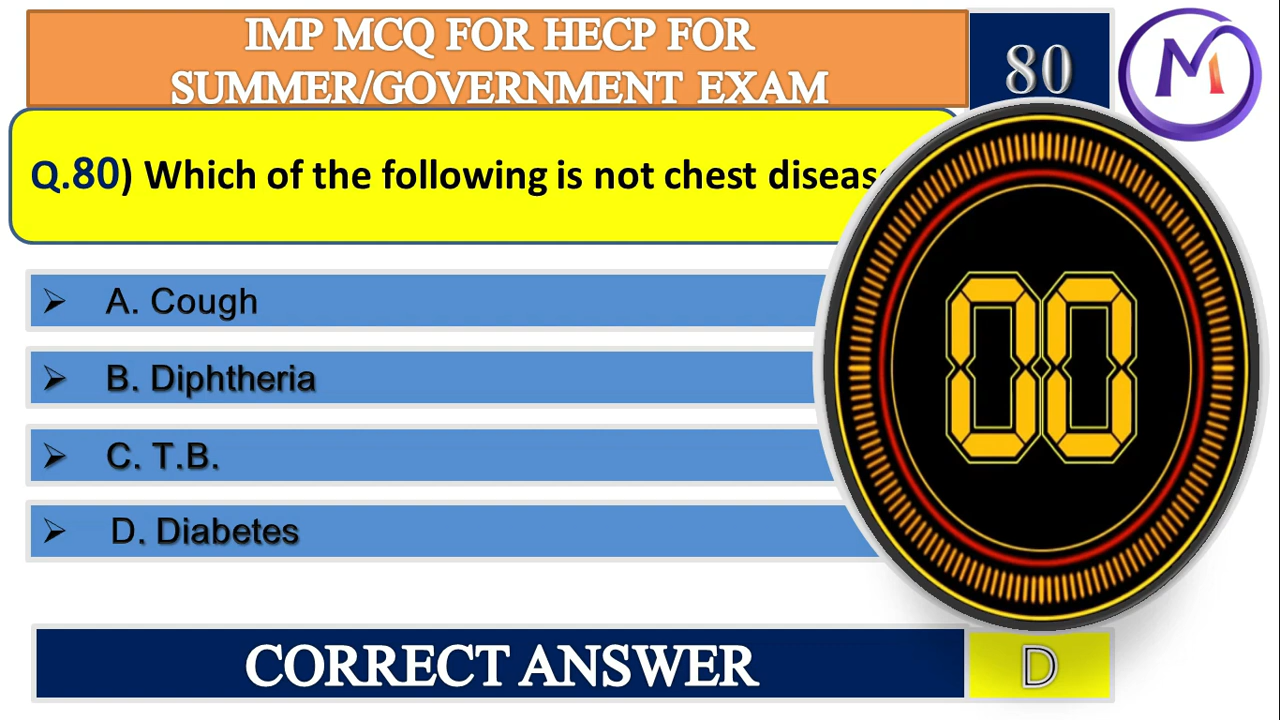 IMP MCQ FOR HECP FOR
SUMMER/GOVERNMENT EXAM
80
M
Q.80) Which of the following is not chest
➢ A. Cough
➢ B. Diphtheria
➢ C. T.B.
➢ D. Diabetes
00
CORRECT ANSWER
D